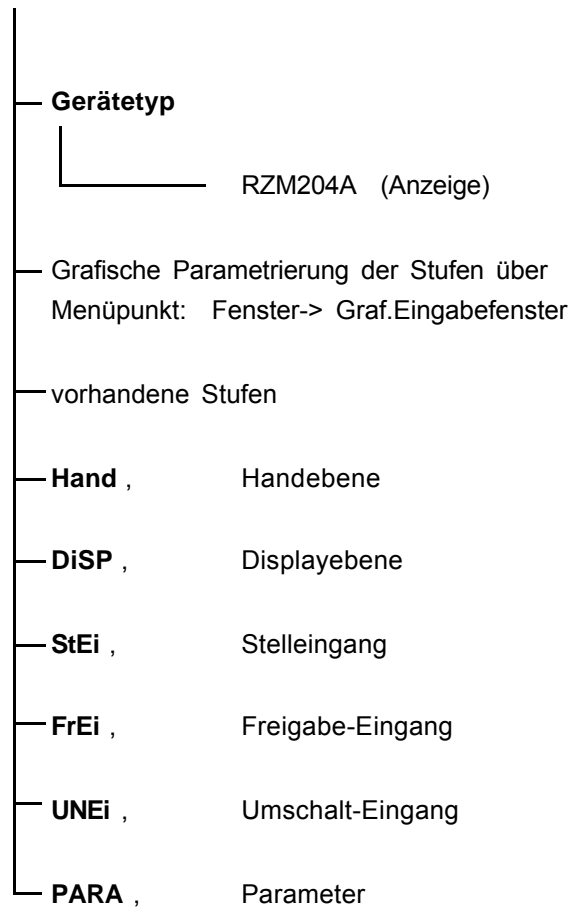 Gerätetyp
RZM204A (Anzeige)
Grafische Parametrierung der Stufen über
Menüpunkt: Fenster-> Graf.Eingabefenster
vorhandene Stufen
Hand , Handebene
DiSP , Displayebene
StEi , Stelleingang
FrEi , Freigabe-Eingang
UNEi , Umschalt-Eingang
PARA , Parameter